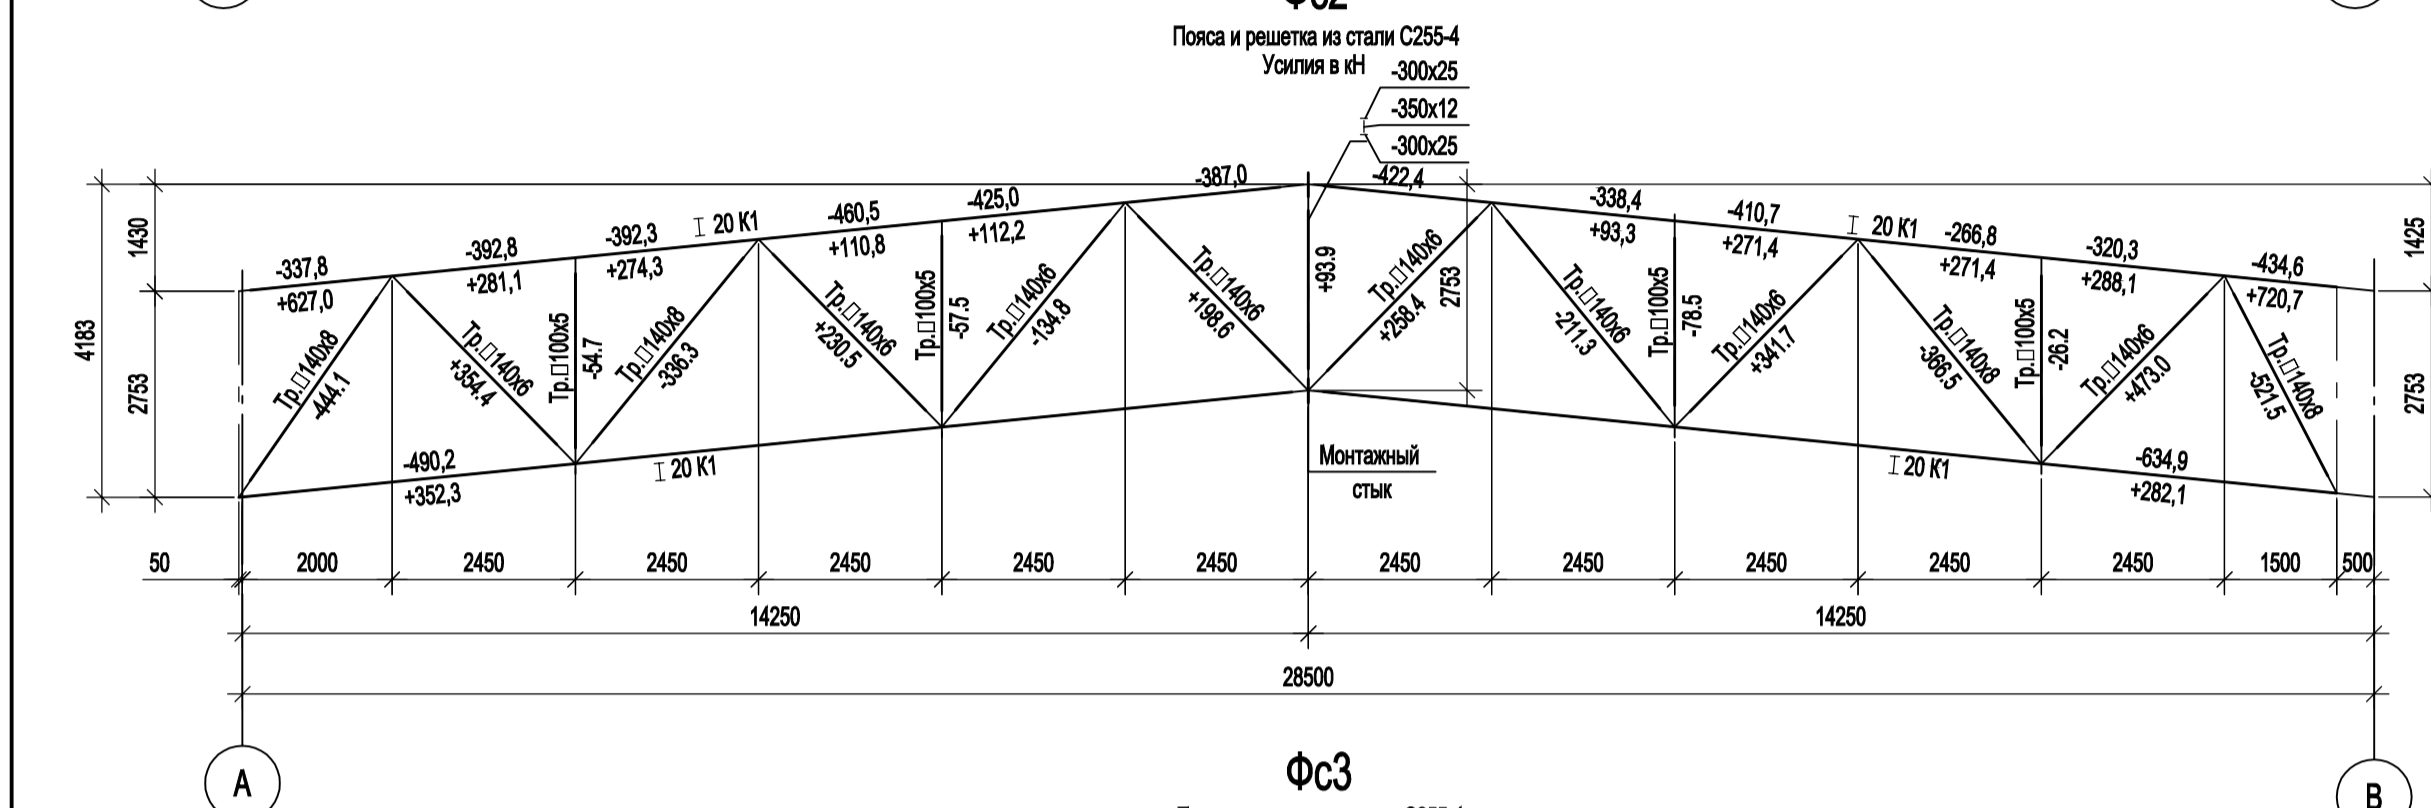 Фс2
Пояса и решетка из стали С255-4
Усилия в кН
-300х25
-350х12
-300х25
-337,8
+627,0
-392,8
+281,1
-392,3
+274,3
20 К1
-460,5
+110,8
-425,0
+112,2
-387,0
-422,4
-338,4
+93,3
-410,7
+271,4
20 К1
-266,8
+271,4
-320,3
+288,1
-434,6
+720,7
1430
2753
4183
1425
2753
2753
Тр.□140х8
-444.1
Тр.□140х6
+354.4
Тр.□100х5
-54.7
Тр.□140х8
-336.3
Тр.□140х6
+230.5
Тр.□100х5
-57.5
Тр.□140х6
-134.8
Тр.□140х6
+198.6
+93.9
Тр.□140х6
+258.4
Тр.□140х6
-211.3
Тр.□100х5
-78.5
Тр.□140х6
+341.7
Тр.□140х8
-366.5
Тр.□100х5
-26.2
Тр.□140х6
+473.0
Тр.□140х8
-521.5
-490,2
+352,3
20 К1
Монтажный
стык
20 К1
-634,9
+282,1
50
2000
2450
2450
2450
2450
2450
2450
2450
2450
2450
2450
1500
500
14250
14250
28500
А
В
Фс3